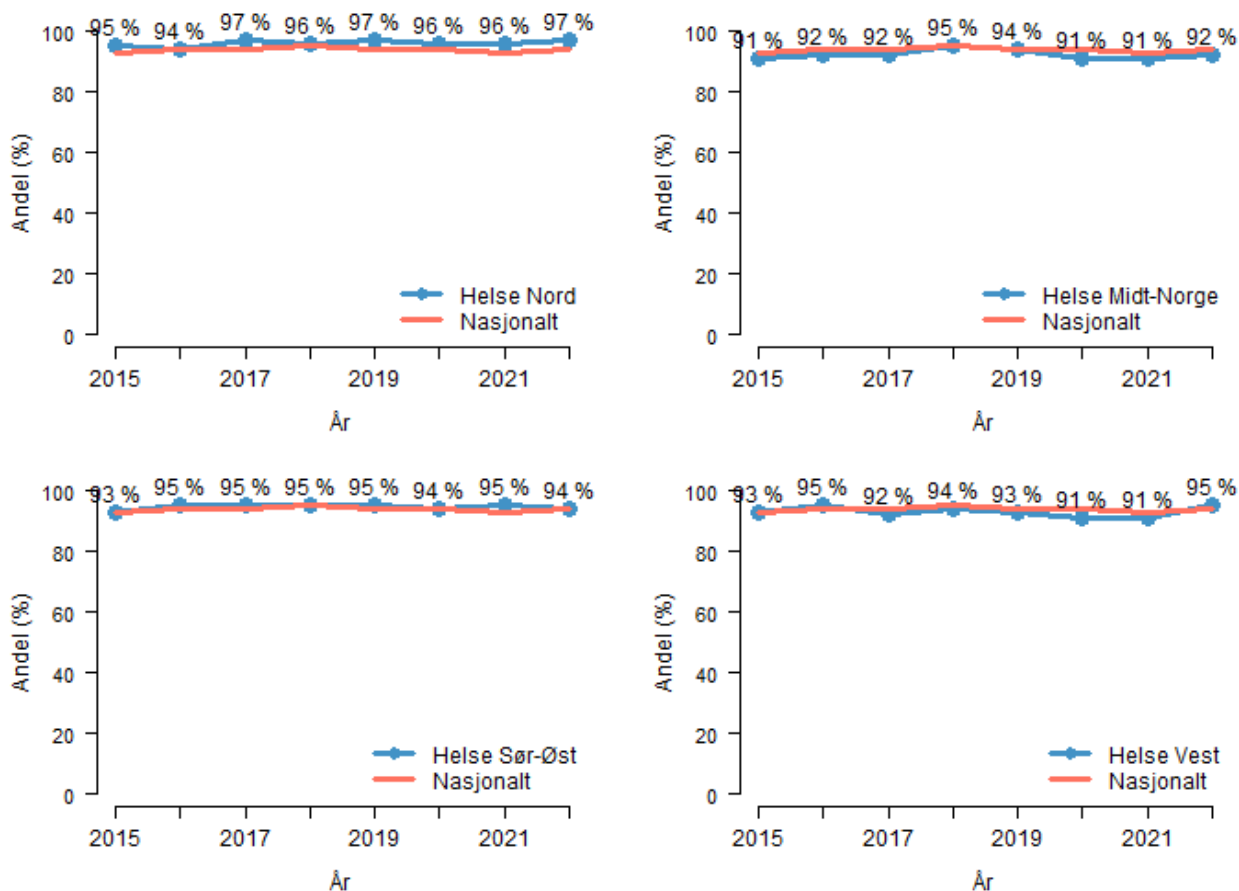 95 % 94 % 97 % 96 % 97 % 96 % 96 % 97 %
100
80
60
40
20
0
Andel (%)
Helse Nord
Nasjonalt
2015 2017 2019 2021
År
91 % 92 % 92 % 95 % 94 % 91 % 91 % 92 %
100
80
60
40
20
0
Andel (%)
Helse Midt-Norge
Nasjonalt
2015 2017 2019 2021
År
93 % 95 % 95 % 95 % 95 % 94 % 95 % 94 %
100
80
60
40
20
0
Andel (%)
Helse Sør-Øst
Nasjonalt
2015 2017 2019 2021
År
93 % 95 % 92 % 94 % 93 % 91 % 91 % 95 %
100
80
60
40
20
0
Andel (%)
Helse Vest
Nasjonalt
2015 2017 2019 2021
År